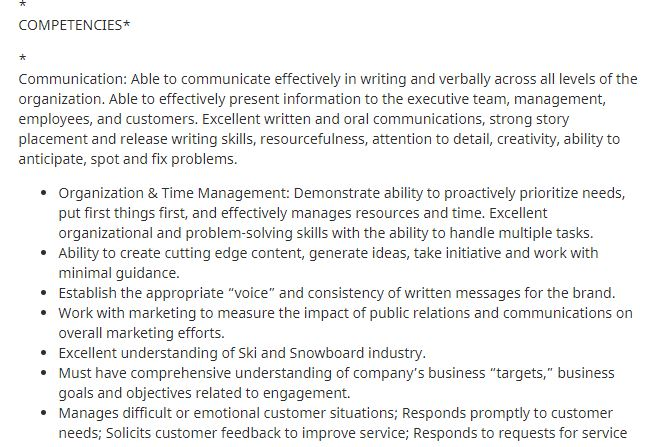 *
COMPETENCIES*
*
Communication: Able to communicate effectively in writing and verbally across all levels of the
organization. Able to effectively present information to the executive team, management,
employees, and customers. Excellent written and oral communications, strong story
placement and release writing skills, resourcefulness, attention to detail, creativity, ability to
anticipate, spot and fix problems.
• Organization & Time Management: Demonstrate ability to proactively prioritize needs,
put first things first, and effectively manages resources and time. Excellent
organizational and problem-solving skills with the ability to handle multiple tasks.
• Ability to create cutting edge content, generate ideas, take initiative and work with
minimal guidance.
• Establish the appropriate “voice” and consistency of written messages for the brand.
• Work with marketing to measure the impact of public relations and communications on
overall marketing efforts.
• Excellent understanding of Ski and Snowboard industry.
• Must have comprehensive understanding of company’s business “targets,” business
goals and objectives related to engagement.
• Manages difficult or emotional customer situations; Responds promptly to customer
needs; Solicits customer feedback to improve service; Responds to requests for service